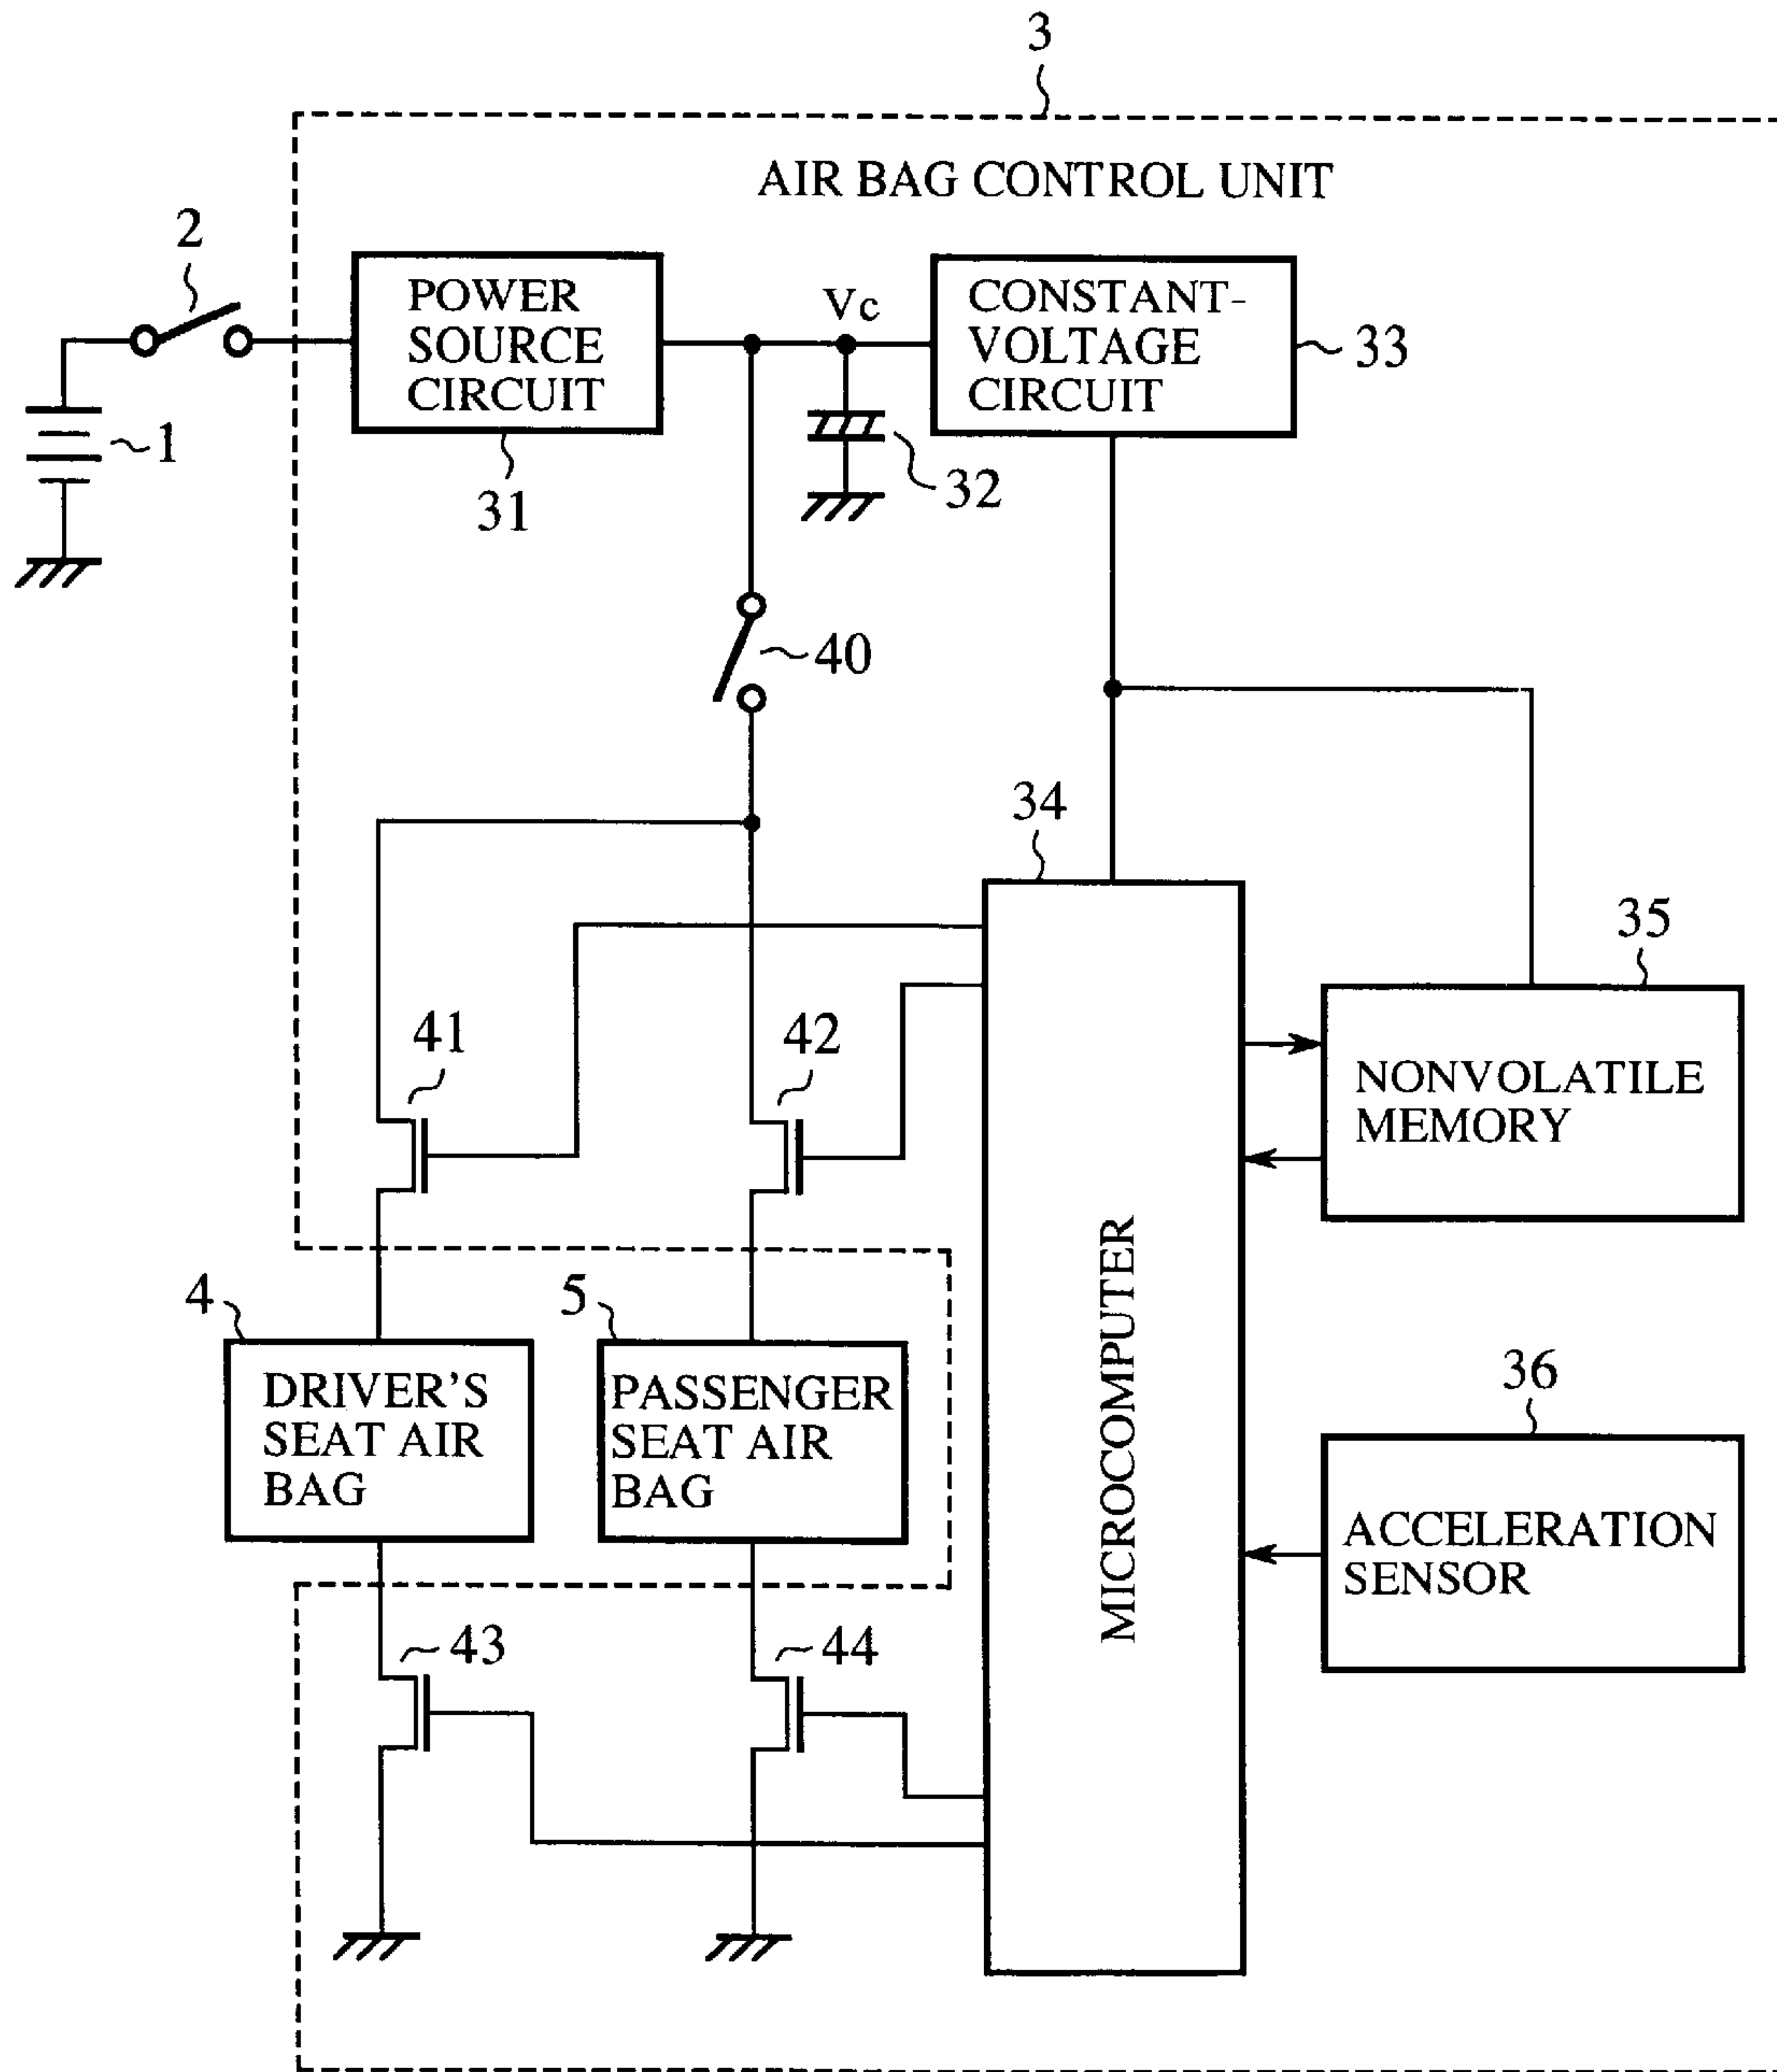 3
AIR BAG CONTROL UNIT
2
POWER
SOURCE
CIRCUIT
Vc
CONSTANT-
VOLTAGE
CIRCUIT
33
1
31
32
40
34
35
41
42
NONVOLATILE
MEMORY
MICROCOMPUTER
4
5
DRIVER'S
SEAT AIR
BAG
PASSENGER
SEAT AIR
BAG
36
ACCELERATION
SENSOR
43
44